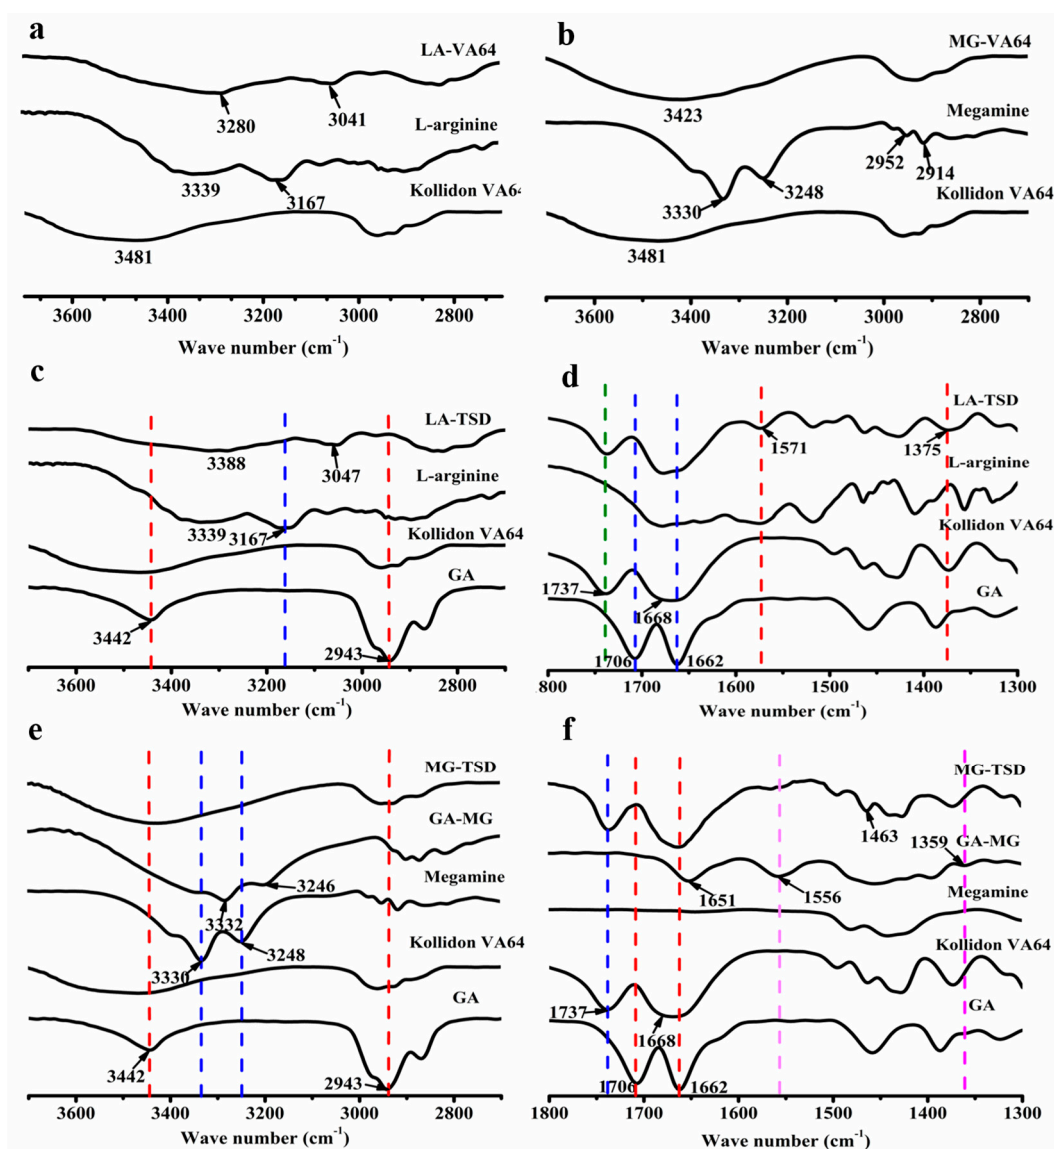 a
LA-VA64
3280
3041
L-arginine
3339
3167
Kollidon VA64
3481
3600 3400 3200 3000 2800
Wave number (cm-1)
b
MG-VA64
3423
Megamine
2952
2914
3330
3248
Kollidon VA64
3481
3600 3400 3200 3000 2800
Wave number (cm-1)
c
LA-TSD
3388
3047
L-arginine
3339
3167
Kollidon VA64
GA
3442
2943
3600 3400 3200 3000 2800
Wave number (cm-1)
d
LA-TSD
1571
1375
L-arginine
Kollidon VA64
1737
1668
GA
1706
1662
1800 1700 1600 1500 1400 1300
Wave number (cm-1)
e
MG-TSD
GA-MG
3246
3332
Megamine
3330
3248
Kollidon VA64
GA
3442
2943
3600 3400 3200 3000 2800
Wave number (cm-1)
f
MG-TSD
1463
GA-MG
1359
1651
1556
Megamine
Kollidon VA64
1737
1668
GA
1706
1662
1800 1700 1600 1500 1400 1300
Wave number (cm-1)